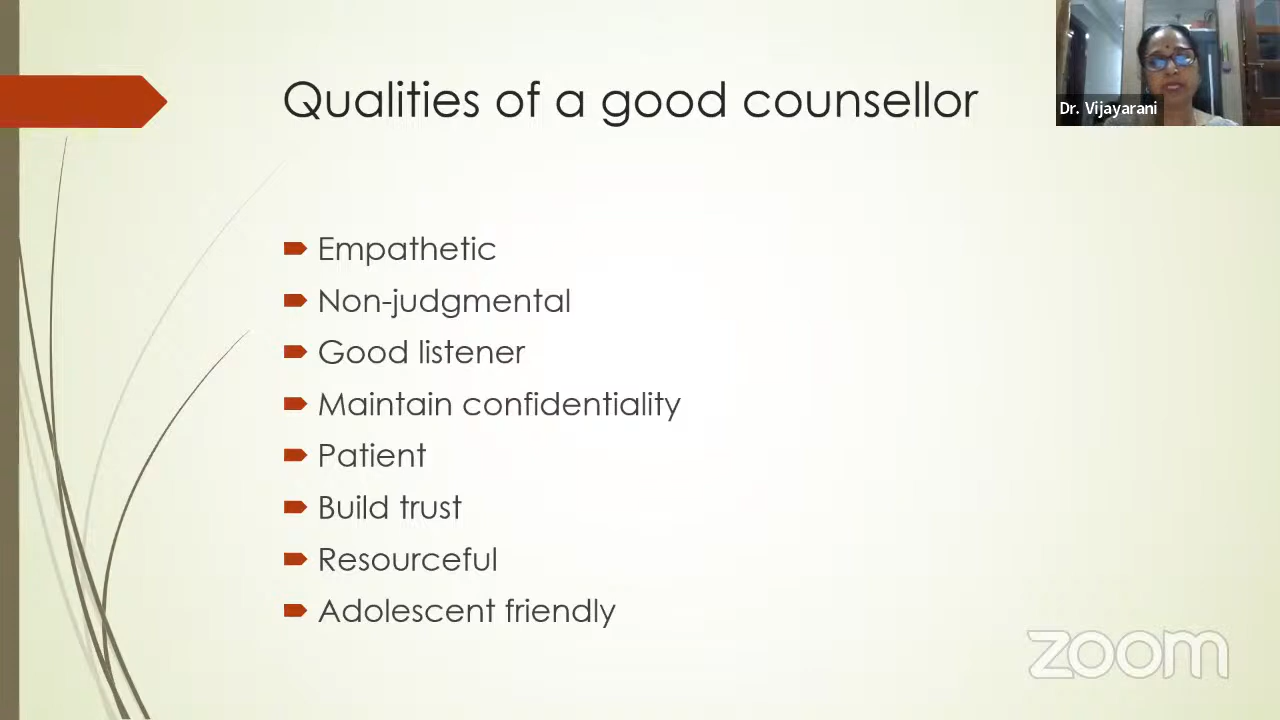 Qualities of a good counsellor
Dr. Vijayarani
Empathetic
Non-judgmental
Good listener
Maintain confidentiality
Patient
Build trust
Resourceful
Adolescent friendly
zoom